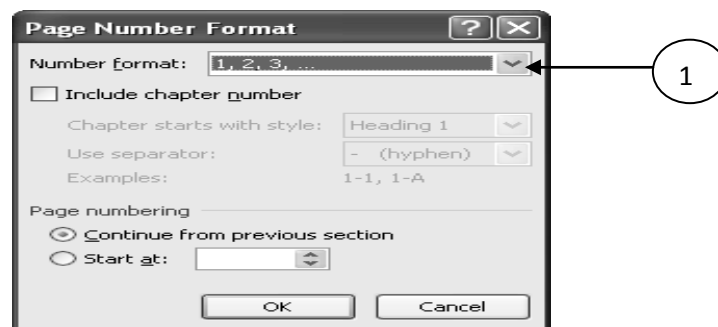 Page Number Format
Number format: 1, 2, 3, ...
1
Include chapter number
Chapter starts with style: Heading 1
Use separator: - (hyphen)
Examples: 1-1, 1-A
Page numbering
Continue from previous section
Start at:
OK Cancel